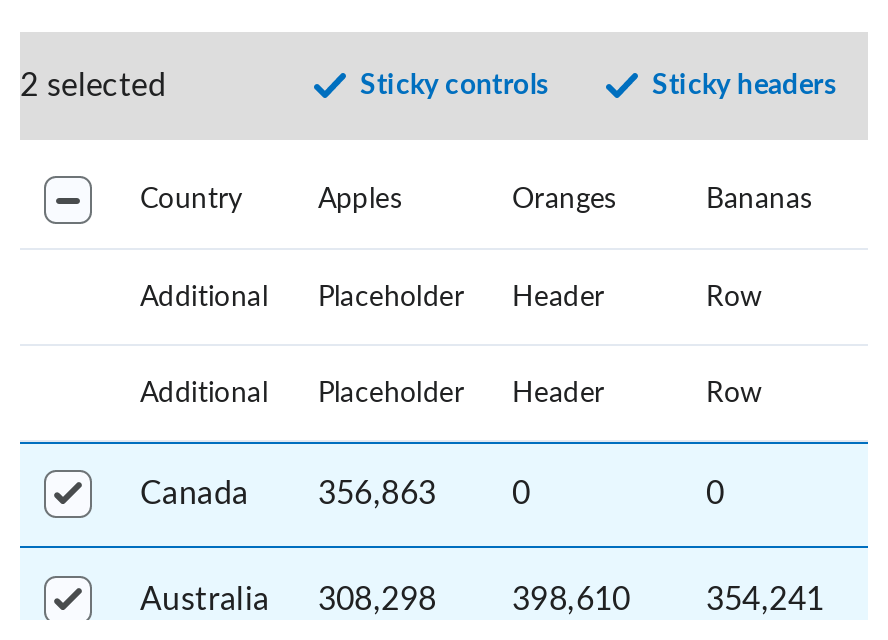 2 selected Sticky controls Sticky headers
Country Apples Oranges Bananas
Additional Placeholder Header Row
Additional Placeholder Header Row
Canada 356,863 0 0
Australia 308,298 398,610 354,241